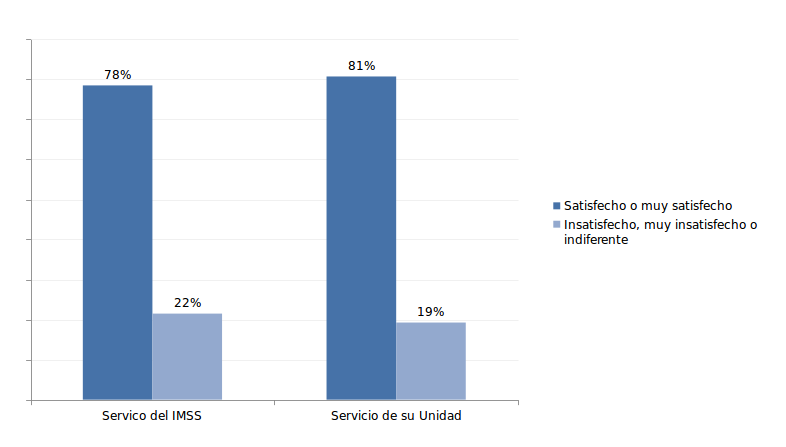 78%
22%
81%
19%
Servico del IMSS
Servicio de su Unidad
Satisfecho o muy satisfecho
Insatisfecho, muy insatisfecho o
indiferente